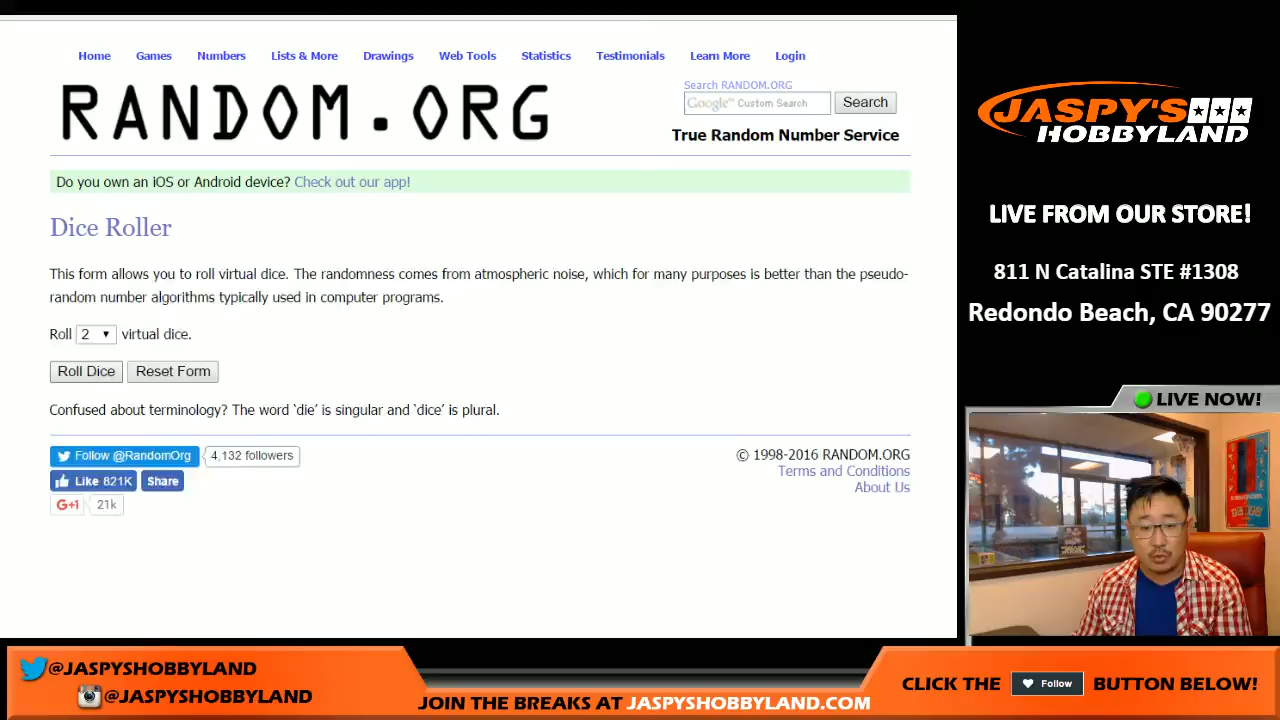 Home Games Numbers Lists & More Drawings Web Tools Statistics Testimonials Learn More Login
RANDOM.ORG
Search RANDOM.ORG
Google™ Custom Search Search
True Random Number Service
Do you own an iOS or Android device? Check out our app!
Dice Roller
This form allows you to roll virtual dice. The randomness comes from atmospheric noise, which for many purposes is better than the pseudo-
random number algorithms typically used in computer programs.
Roll 2 virtual dice.
Roll Dice Reset Form
Confused about terminology? The word `die´ is singular and `dice´ is plural.
Follow @RandomOrg 4,132 followers
Like 821K Share
G+1 21k
© 1998-2016 RANDOM.ORG
Terms and Conditions
About Us
JASPY'S
HOBBYLAND
LIVE FROM OUR STORE!
811 N Catalina STE #1308
Redondo Beach, CA 90277
LIVE NOW!
@JASPYSHOBBYLAND
@JASPYSHOBBYLAND
JOIN THE BREAKS AT JASPYSHOBBYLAND.COM
CLICK THE Follow BUTTON BELOW!